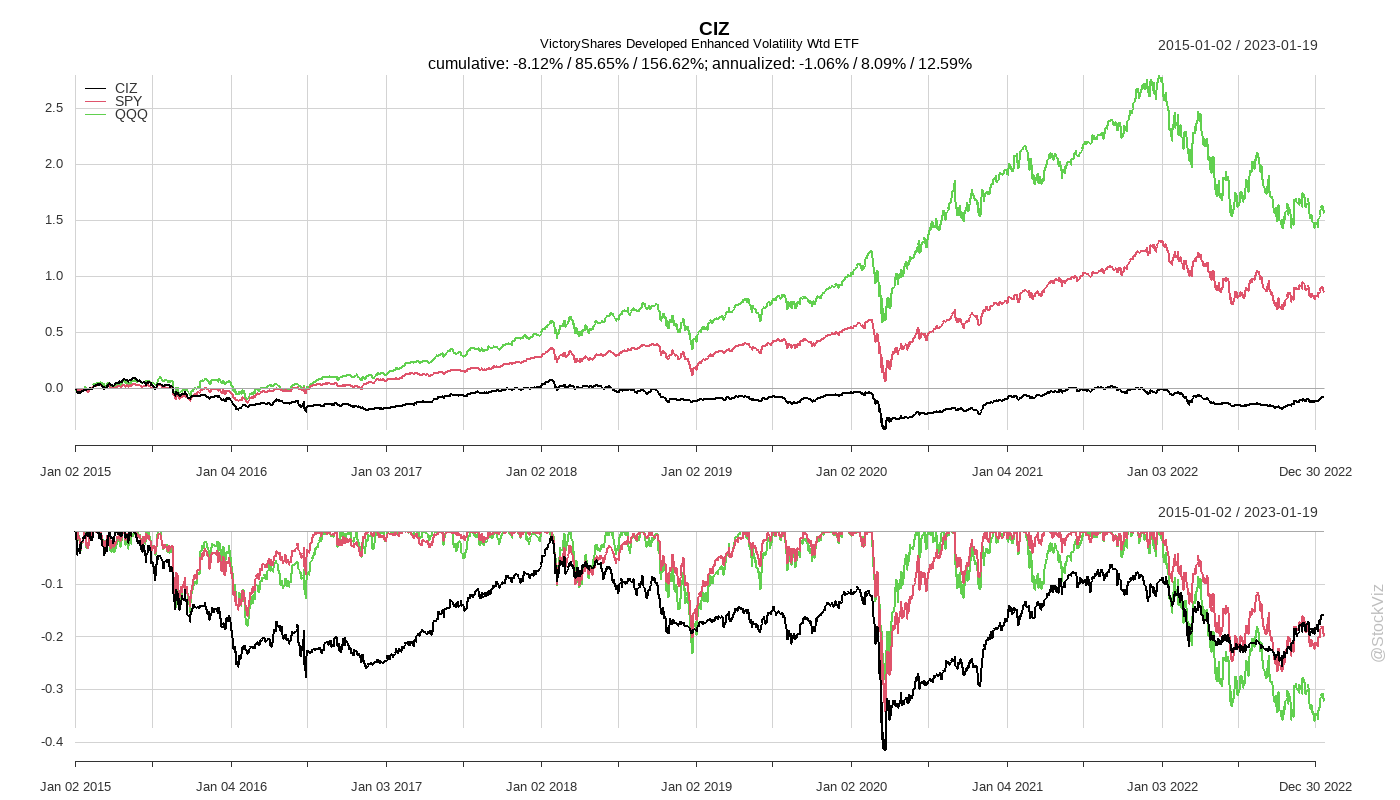 CIZ
VictoryShares Developed Enhanced Volatility Wtd ETF
2015-01-02 / 2023-01-19
cumulative: -8.12% / 85.65% / 156.62%; annualized: -1.06% / 8.09% / 12.59%
CIZ
SPY
QQQ
2.5
2.0
1.5
1.0
0.5
0.0
Jan 02 2015 Jan 04 2016 Jan 03 2017 Jan 02 2018 Jan 02 2019 Jan 02 2020 Jan 04 2021 Jan 03 2022 Dec 30 2022
2015-01-02 / 2023-01-19
-0.1
-0.2
-0.3
-0.4
Jan 02 2015 Jan 04 2016 Jan 03 2017 Jan 02 2018 Jan 02 2019 Jan 02 2020 Jan 04 2021 Jan 03 2022 Dec 30 2022
@StockViz